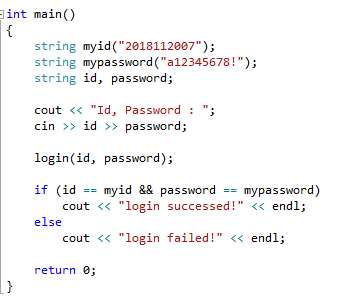 int main()
{
string myid("2018112007");
string mypassword("a12345678!");
string id, password;
cout << "Id, Password : ";
cin >> id >> password;
login(id, password);
if (id == myid && password == mypassword)
cout << "login successed!" << endl;
else
cout << "login failed!" << endl;
return 0;
}